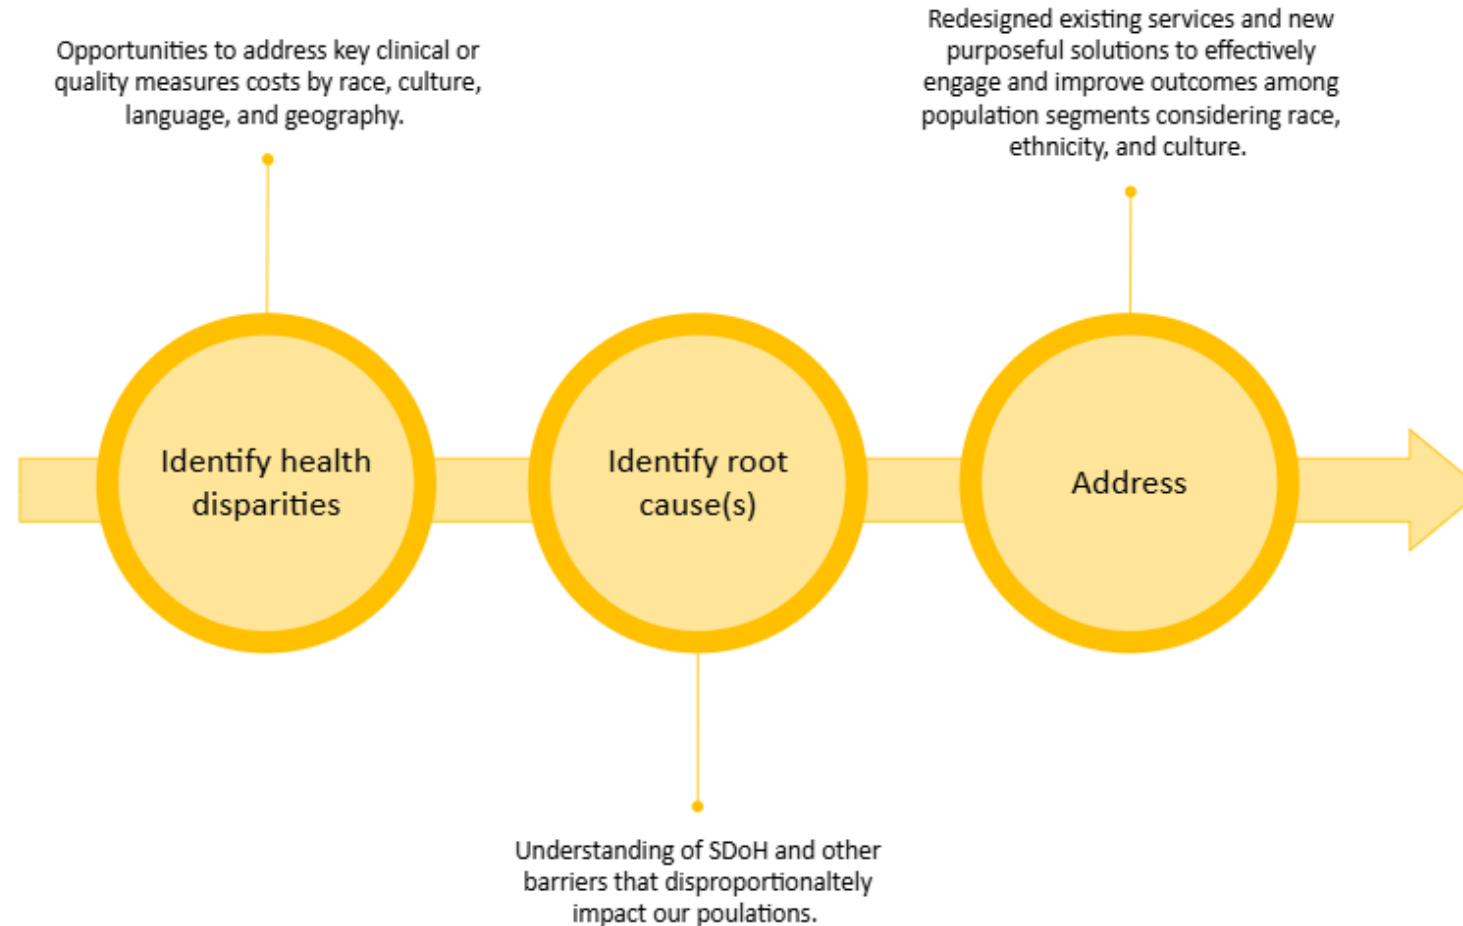 Opportunities to address key clinical or
quality measures costs by race, culture,
language, and geography.
Redesigned existing services and new
purposeful solutions to effectively
engage and improve outcomes among
population segments considering race,
ethnicity, and culture.
Identify health
disparities
Identify root
cause(s)
Address
Understanding of SDoH and other
barriers that disproportionaltely
impact our poulations.